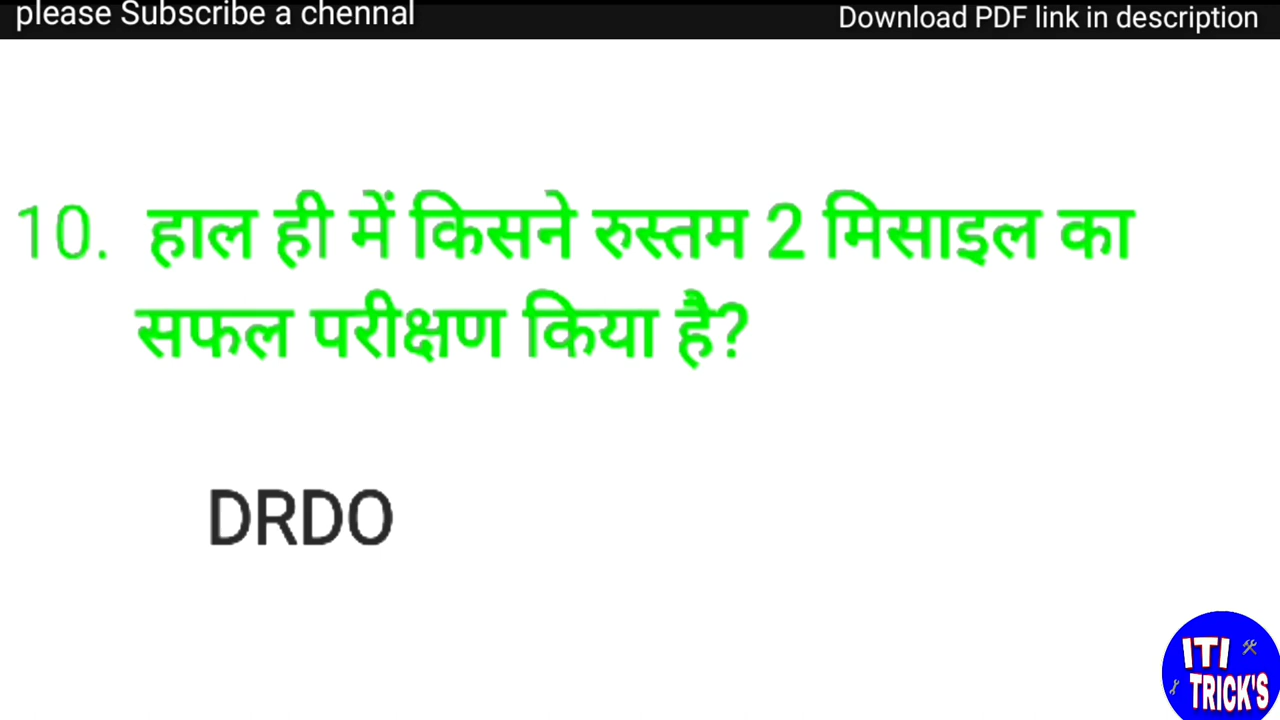 please Subscribe a chennal
Download PDF link in description
10. हाल ही में किसने रुस्तम 2 मिसाइल का
सफल परीक्षण किया है?
DRDO
ITI
TRICK'S